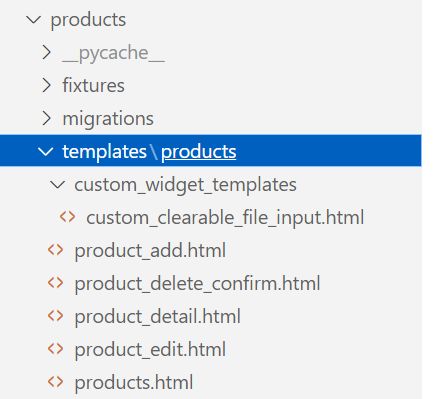 products
__pycache__
fixtures
migrations
templates\products
custom_widget_templates
custom_clearable_file_input.html
product_add.html
product_delete_confirm.html
product_detail.html
product_edit.html
products.html